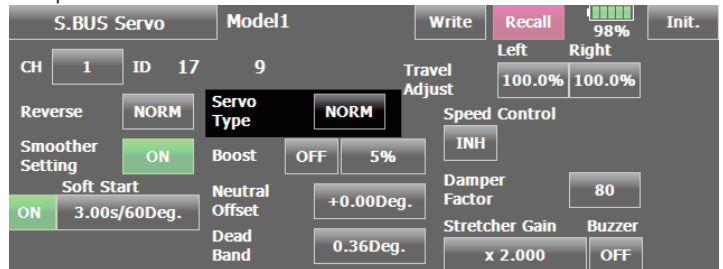 S.BUS Servo Model1 Write Recall 98% Init.
CH 1 ID 17 9
Travel Adjust Left 100.0% Right 100.0%
Reverse NORM
Servo Type NORM
Speed Control
INH
Smoother Setting ON
Boost OFF 5%
Soft Start
ON 3.00s/60Deg.
Neutral Offset +0.00Deg.
Damper Factor 80
Dead Band 0.36Deg.
Stretcher Gain Buzzer
x 2.000 OFF